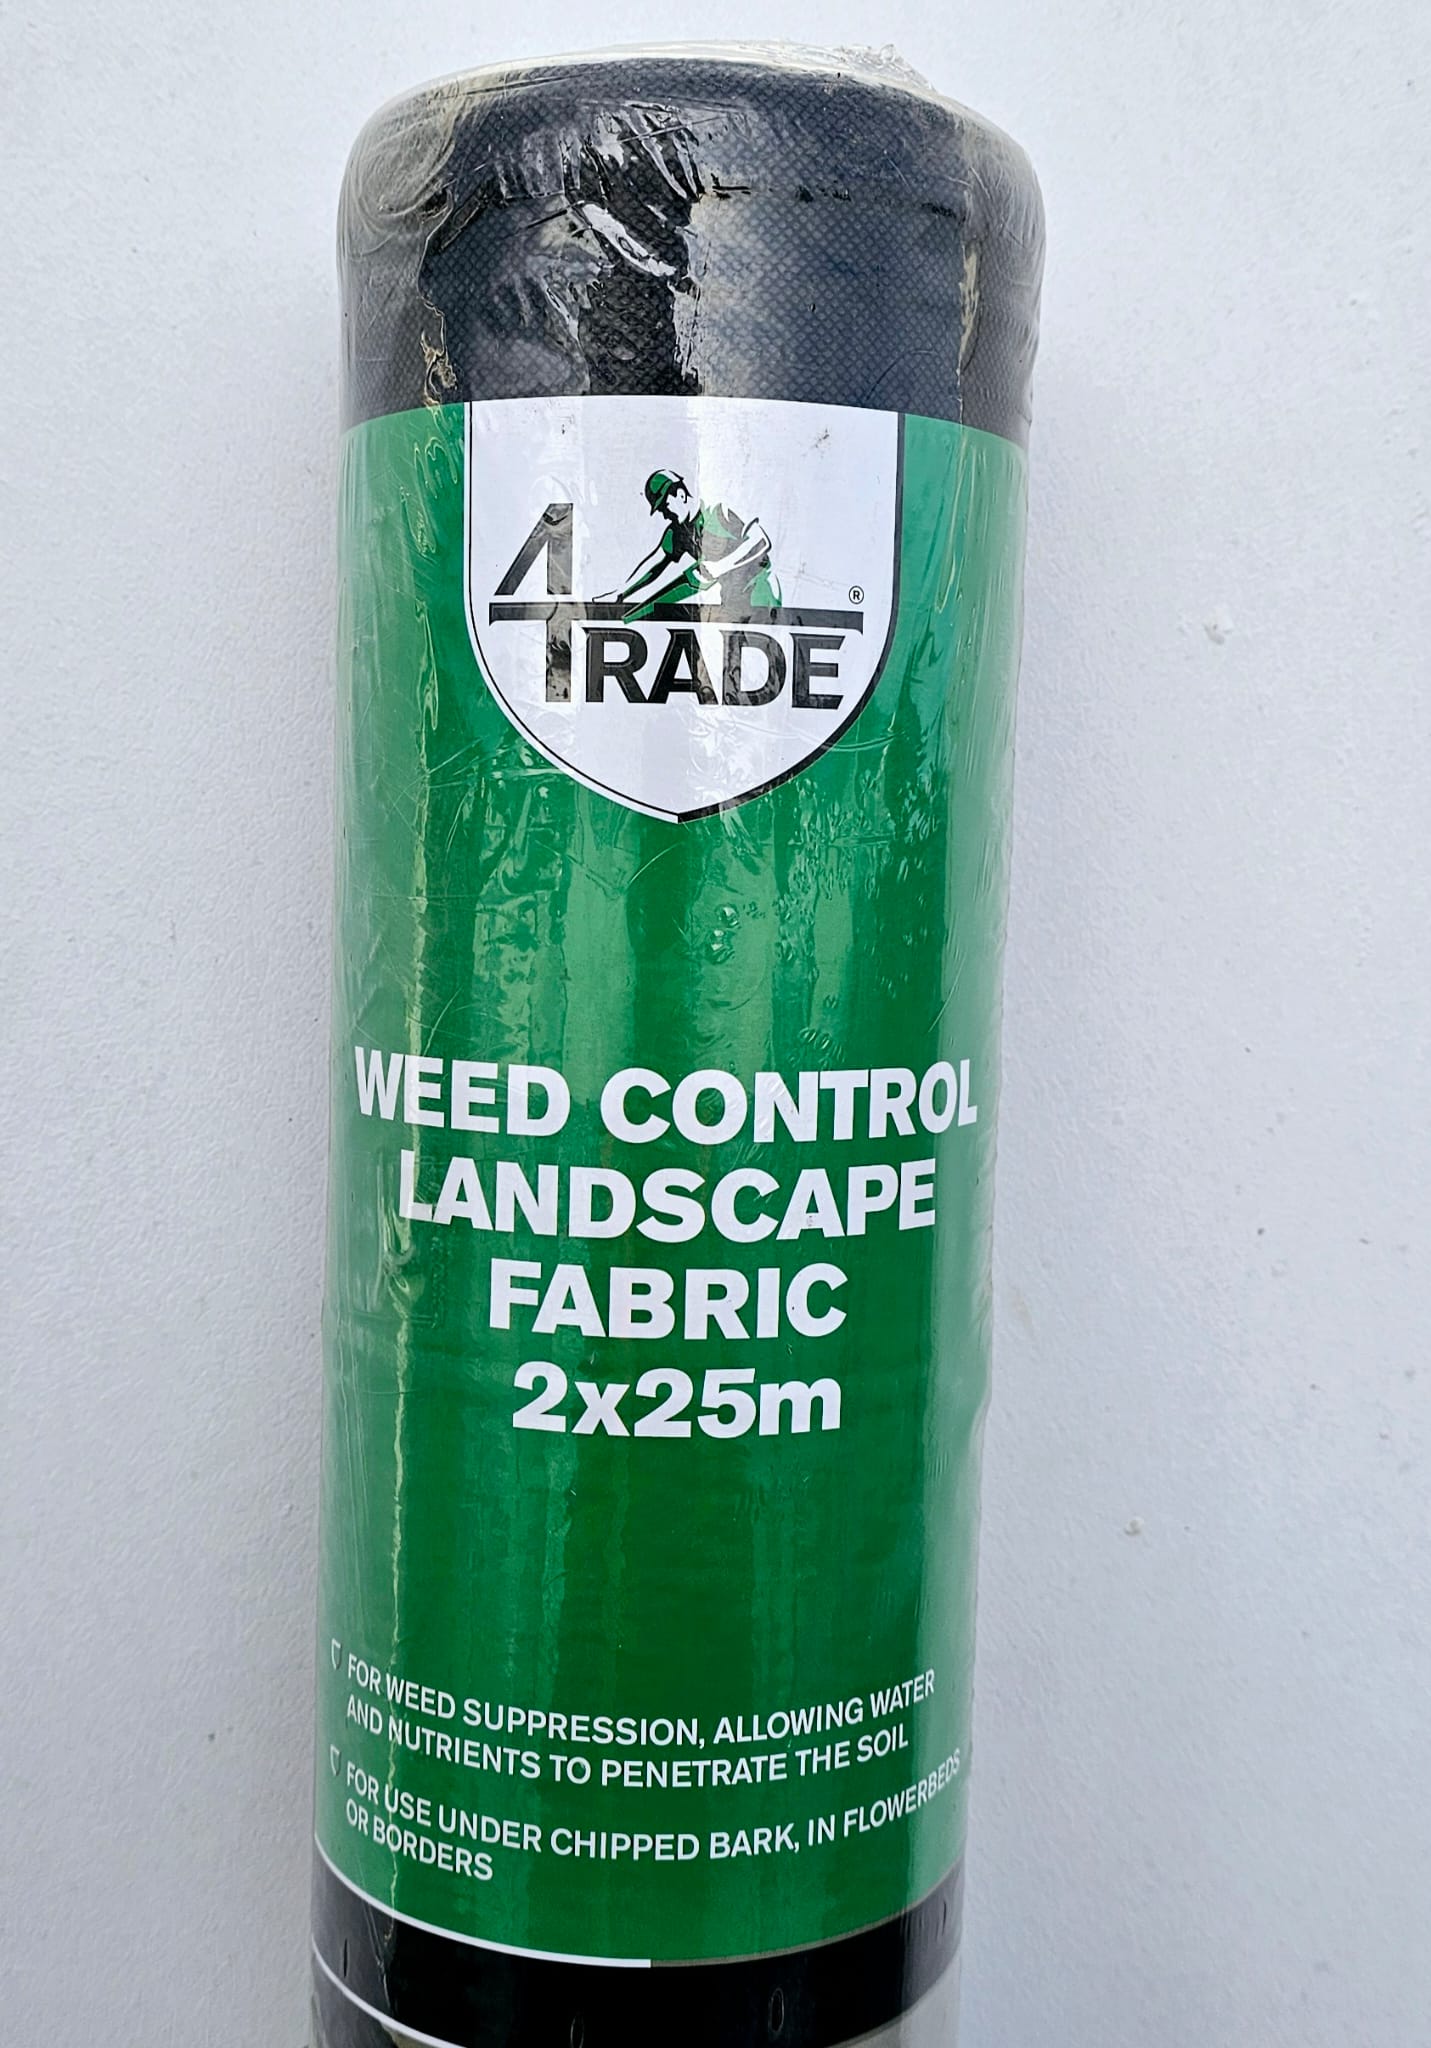 4TRADE®
WEED CONTROL
LANDSCAPE
FABRIC
2x25m
FOR WEED SUPPRESSION, ALLOWING WATER
AND NUTRIENTS TO PENETRATE THE SOIL
FOR USE UNDER CHIPPED BARK, IN FLOWERBEDS
OR BORDERS